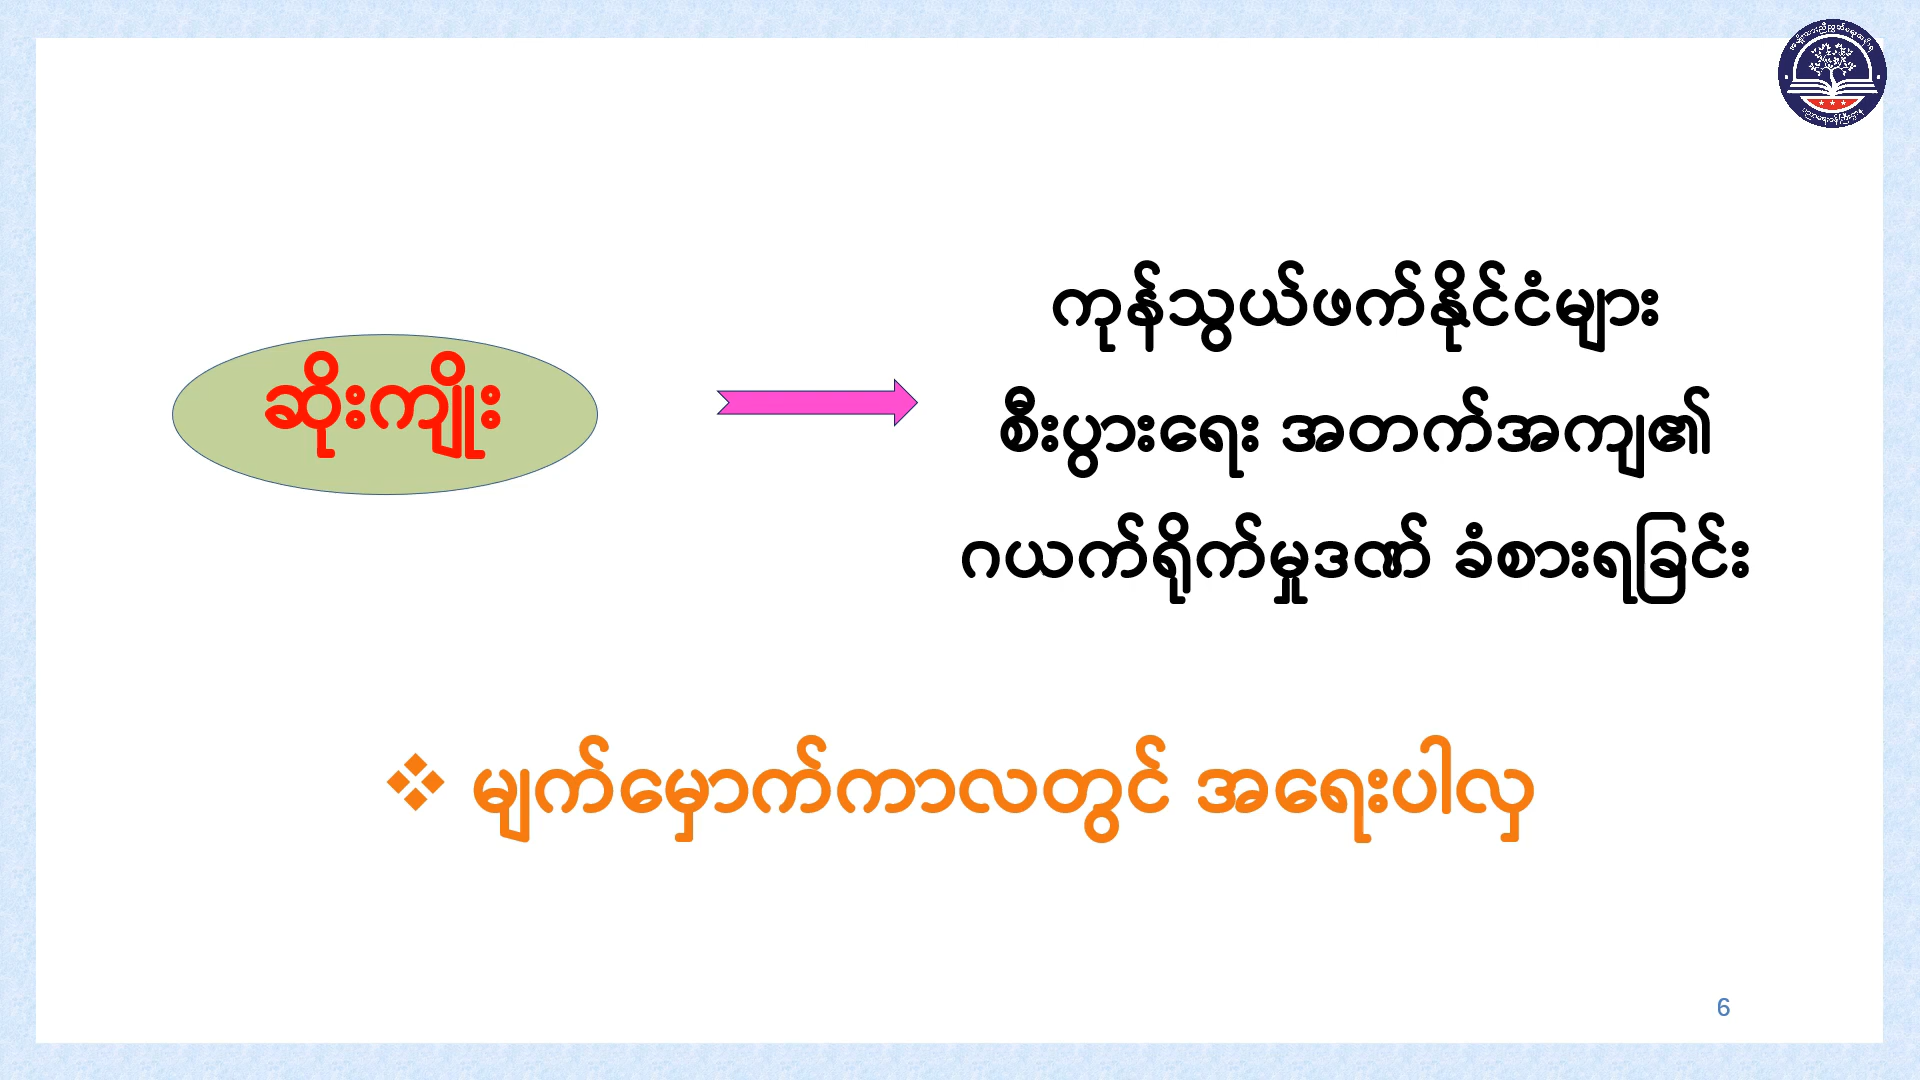 ဆိုးကျိုး
ကုန်သွယ်ဖက်နိုင်ငံများ
စီးပွားရေး အတက်အကျ၏
ဂယက်ရိုက်မှုဒဏ် ခံစားရခြင်း
❖ မျက်မှောက်ကာလတွင် အရေးပါလှ
6